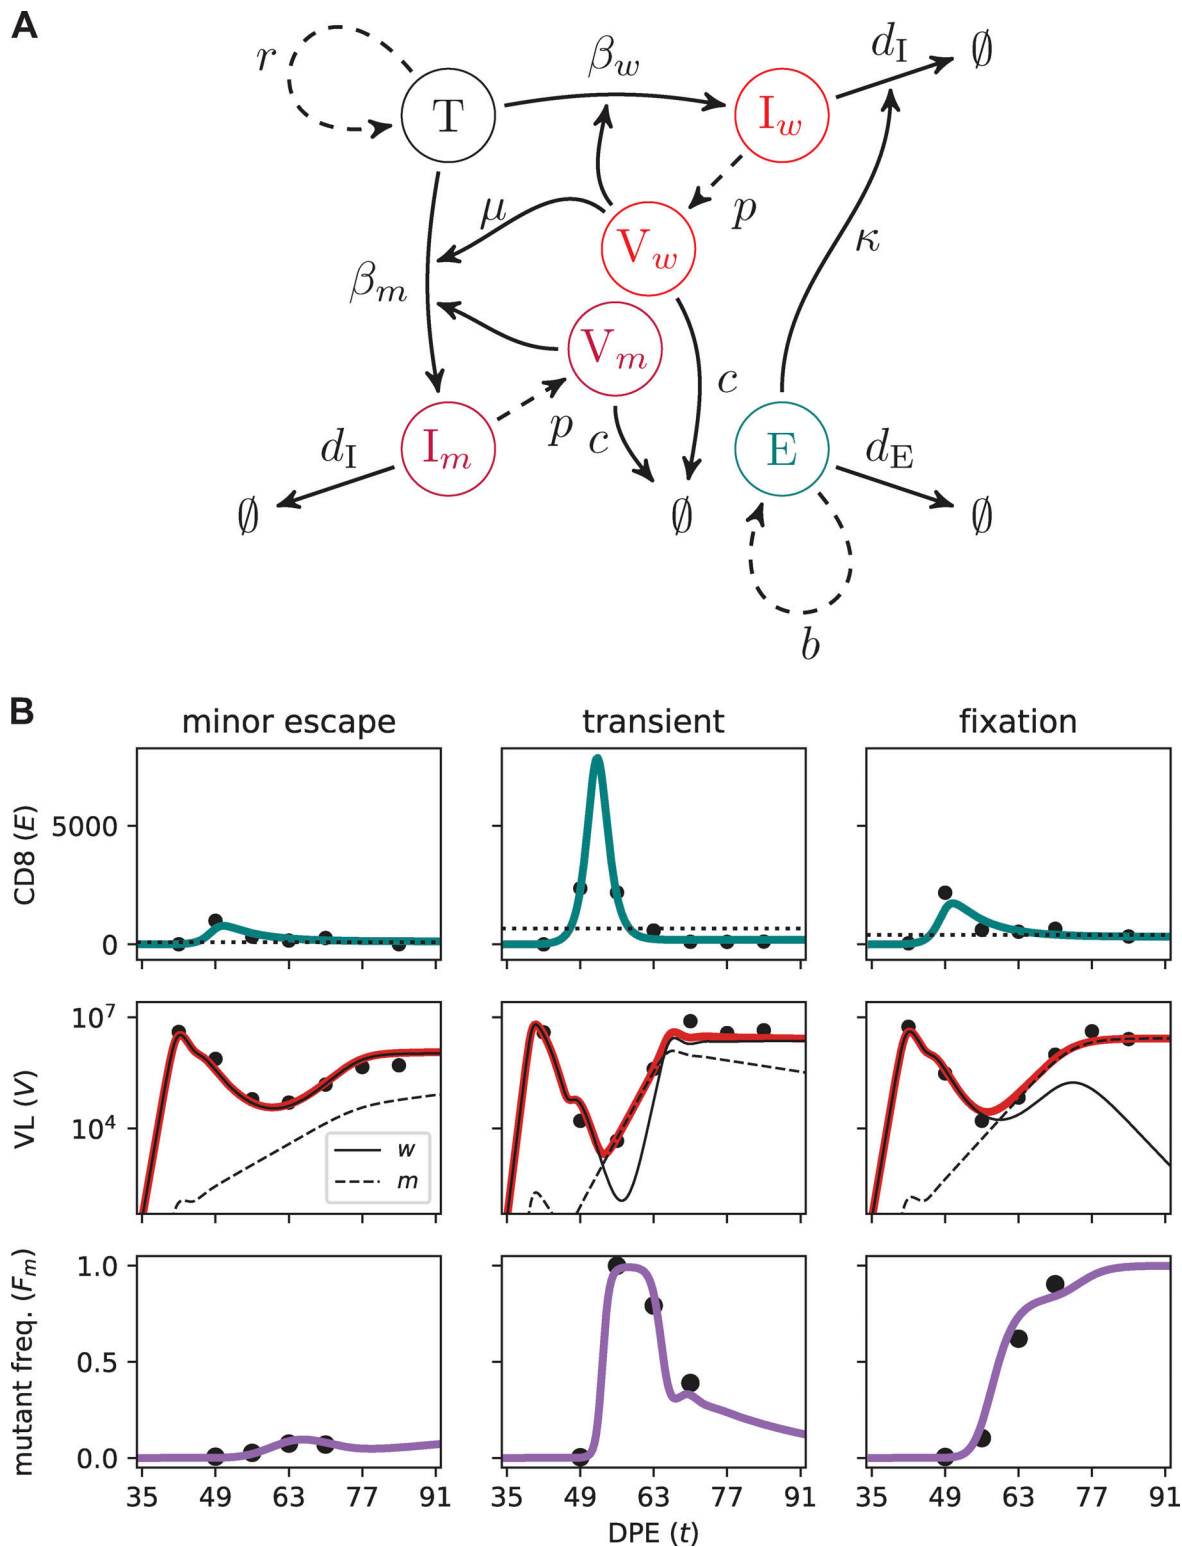 A
r
T
β_w
I_w
d_I
∅
μ
V_w
p
κ
β_m
V_m
c
I_m
p
c
E
d_I
d_E
∅
∅
∅
b
B
minor escape
transient
fixation
CD8 (E)
5000
0
VL (V)
10^7
10^4
w
m
mutant freq. (F_m)
1.0
0.5
0.0
35 49 63 77 91
35 49 63 77 91
35 49 63 77 91
DPE (t)